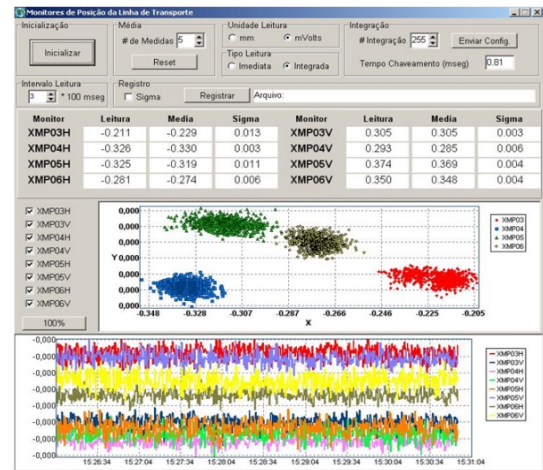 Monitores de Posição da Linha de Transporte
Inicialização
Inicializar
Média
# de Medidas 5
Reset
Unidade Leitura
mm mVolts
Tipo Leitura
Imediata Integrada
Integração
# Integração 255 Enviar Config.
Tempo Chaveamento (mseg) 0.81
Intervalo Leitura
3 * 100 mseg
Registro
Sigma Registrar Arquivo:
Monitor Leitura Media Sigma Monitor Leitura Media Sigma
XMP03H -0.211 -0.229 0.013 XMP03V 0.305 0.305 0.003
XMP04H -0.326 -0.330 0.003 XMP04V 0.293 0.285 0.006
XMP05H -0.325 -0.319 0.011 XMP05V 0.374 0.369 0.004
XMP06H -0.281 -0.274 0.006 XMP06V 0.350 0.348 0.004
XMP03H
XMP03V
XMP04H
XMP04V
XMP05H
XMP05V
XMP06H
XMP06V
100%
0,000
0,000
0,000
Y 0,000
0,000
0,000
0,000
-0.348 -0.328 -0.307 -0.287 -0.266 -0.246 -0.225 -0.205
X
XMP03
XMP04
XMP05
XMP06
-0,000
-0,000
-0,000
-0,000
-0,000
-0,000
-0,000
-0,000
15:26:34 15:27:04 15:27:34 15:28:04 15:28:34 15:29:04 15:29:34 15:30:04 15:30:34 15:31:04
XMP03H
XMP03V
XMP04H
XMP04V
XMP05H
XMP05V
XMP06H
XMP06V